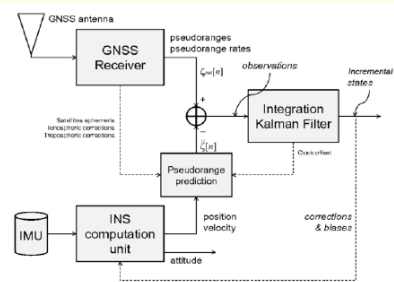 GNSS antenna
GNSS
Receiver
pseudoranges
pseudorange rates
ζm[n]
observations
incremental
states
+
−
Integration
Kalman Filter
Satellites ephemeris
Ionospheric corrections
Tropospheric corrections
ζ̆[n]
Clock offset
Pseudorange
prediction
IMU
INS
computation
unit
position
velocity
attitude
corrections
& biases